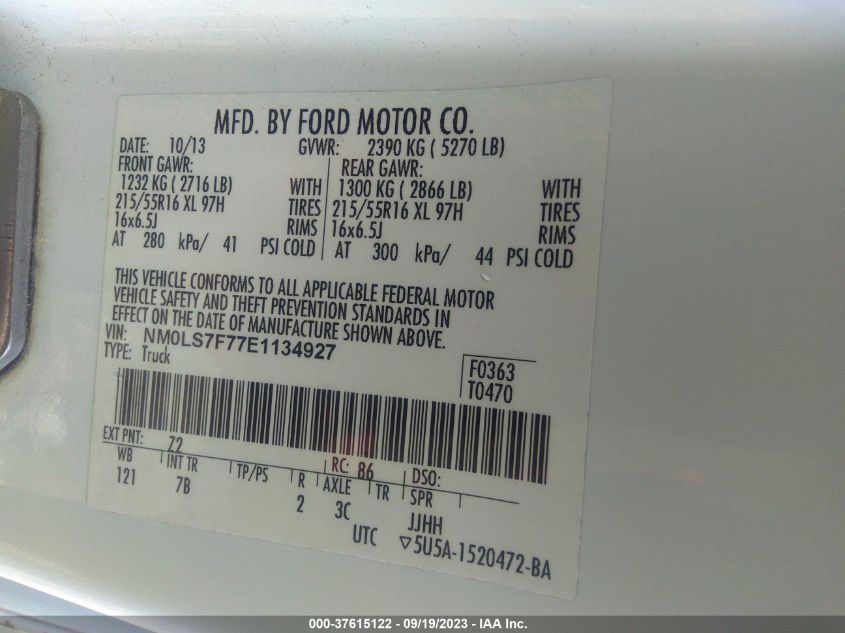 MFD. BY FORD MOTOR CO.
DATE: 10/13 GVWR: 2390 KG ( 5270 LB)
FRONT GAWR: REAR GAWR:
1232 KG ( 2716 LB) WITH 1300 KG ( 2866 LB) WITH
215/55R16 XL 97H TIRES 215/55R16 XL 97H TIRES
16x6.5J RIMS 16x6.5J RIMS
AT 280 kPa/ 41 PSI COLD AT 300 kPa/ 44 PSI COLD
THIS VEHICLE CONFORMS TO ALL APPLICABLE FEDERAL MOTOR
VEHICLE SAFETY AND THEFT PREVENTION STANDARDS IN
EFFECT ON THE DATE OF MANUFACTURE SHOWN ABOVE.
VIN: NM0LS7F77E1134927
TYPE: Truck
F0363
T0470
EXT PNT: Z2 RC: 86 DSO:
WB INT TR TP/PS R AXLE TR SPR
121 7B 2 3C JJHH
UTC ▽5U5A-1520472-BA
000-37615122 - 09/19/2023 - IAA Inc.